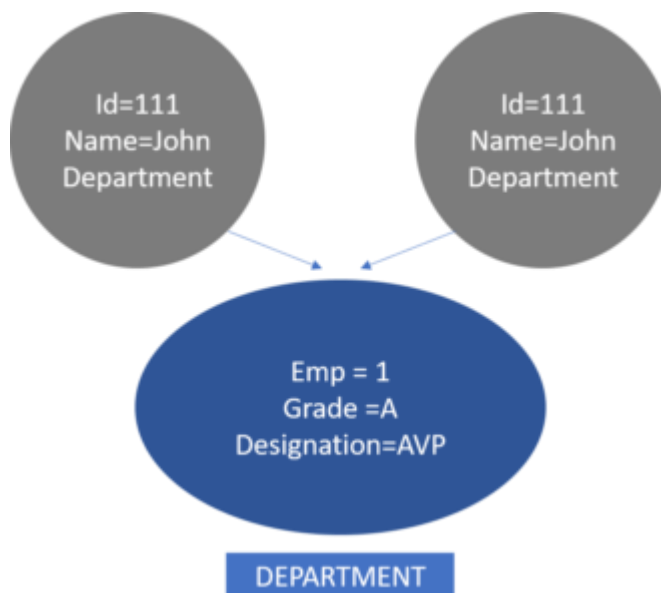 Id=111
Name=John
Department
Id=111
Name=John
Department
Emp = 1
Grade =A
Designation=AVP
DEPARTMENT